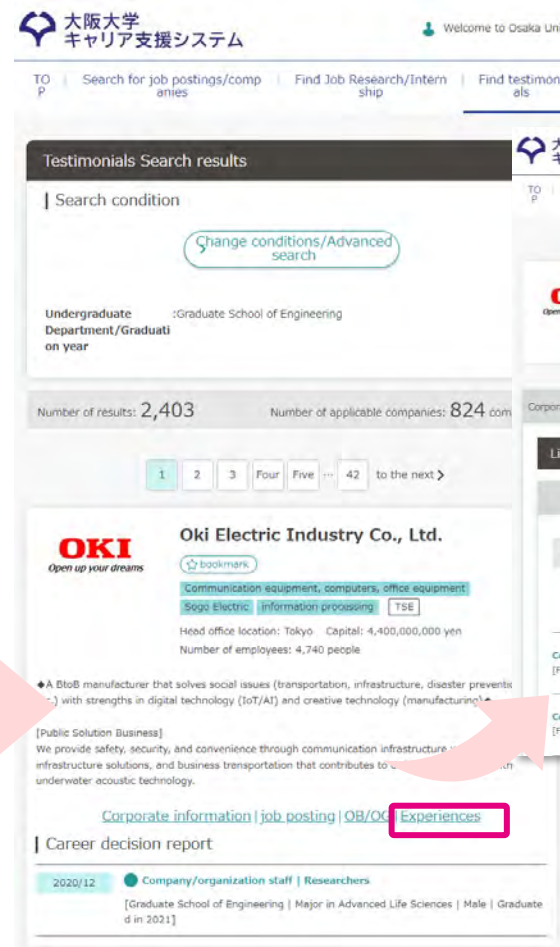 大阪大学
キャリア支援システム
Welcome to Osaka Uni
TO
P
Search for job postings/comp
anies
Find Job Research/Intern
ship
Find testimon
als
Testimonials Search results
Search condition
Change conditions/Advanced
search
Undergraduate
Department/Graduati
on year
:Graduate School of Engineering
Number of results: 2,403
Number of applicable companies: 824 com
1 2 3 Four Five ... 42 to the next
OKI
Open up your dreams
Oki Electric Industry Co., Ltd.
bookmark
Communication equipment, computers, office equipment
Sogo Electric information processing TSE
Head office location: Tokyo Capital: 4,400,000,000 yen
Number of employees: 4,740 people
◆A BtoB manufacturer that solves social issues (transportation, infrastructure, disaster preventio
.) with strengths in digital technology (IoT/AI) and creative technology (manufacturing)◆
[Public Solution Business]
We provide safety, security, and convenience through communication infrastructure
infrastructure solutions, and business transportation that contributes to
underwater acoustic technology.
Corporate information | job posting | OB/OG | Experiences
Career decision report
2020/12
Company/organization staff | Researchers
[Graduate School of Engineering | Major in Advanced Life Sciences | Male | Graduate
d in 2021]
TO
P
Open
Corpor
Li